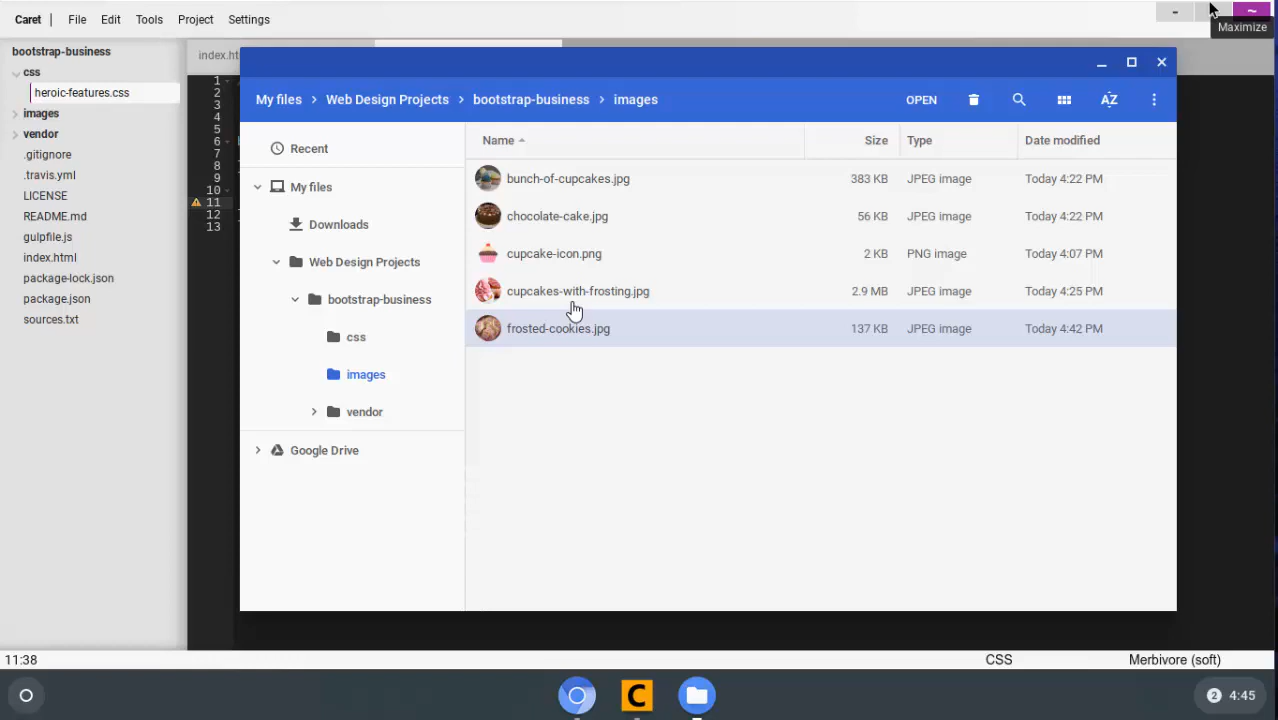 Caret | File Edit Tools Project Settings
- ~
Maximize
bootstrap-business
css
heroic-features.css
images
vendor
.gitignore
.travis.yml
LICENSE
README.md
gulpfile.js
index.html
package-lock.json
package.json
sources.txt
index.ht
1
2
3
4
5
6
7
8
9
10
11
12
13
My files > Web Design Projects > bootstrap-business > images OPEN AZ
Recent
My files
Downloads
Web Design Projects
bootstrap-business
css
images
vendor
Google Drive
Name Size Type Date modified
bunch-of-cupcakes.jpg 383 KB JPEG image Today 4:22 PM
chocolate-cake.jpg 56 KB JPEG image Today 4:22 PM
cupcake-icon.png 2 KB PNG image Today 4:07 PM
cupcakes-with-frosting.jpg 2.9 MB JPEG image Today 4:25 PM
frosted-cookies.jpg 137 KB JPEG image Today 4:42 PM
11:38 CSS Merbivore (soft)
C
2 4:45